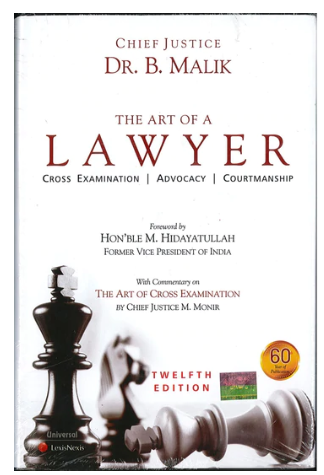 CHIEF JUSTICE
DR. B. MALIK
THE ART OF A
LAWYER
CROSS EXAMINATION | ADVOCACY | COURTMANSHIP
Foreword by
HON'BLE M. HIDAYATULLAH
FORMER VICE PRESIDENT OF INDIA
With Commentary on
THE ART OF CROSS EXAMINATION
BY CHIEF JUSTICE M. MONIR
60
TWELFTH
EDITION
Universal
LexisNexis